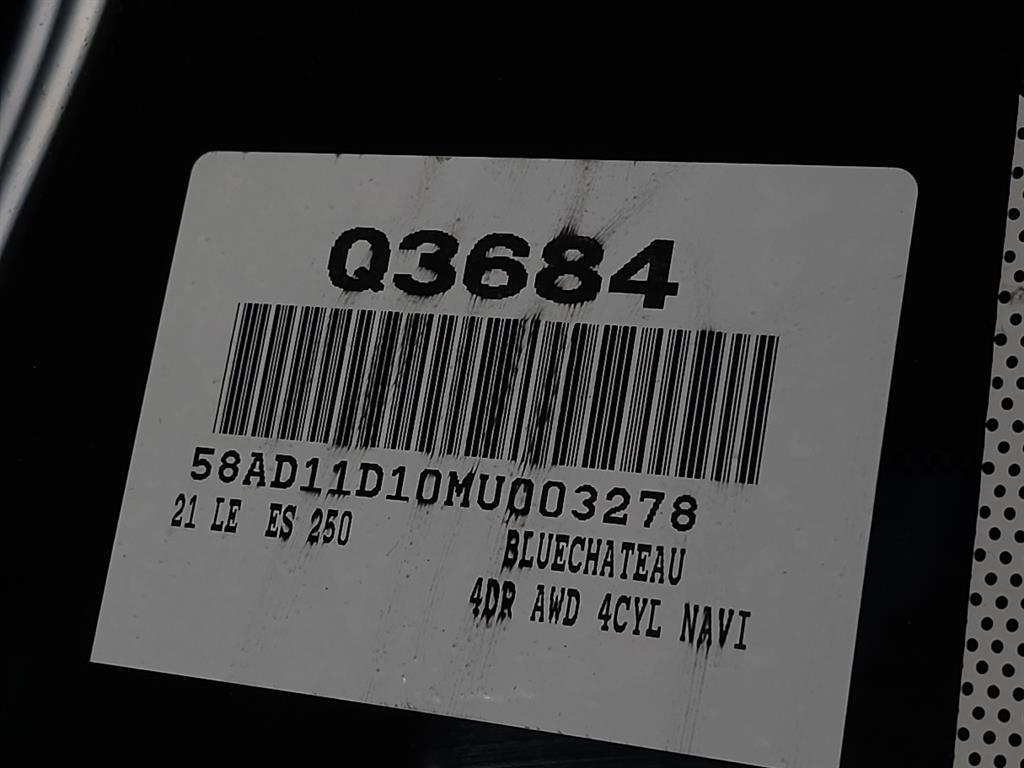 Q3684
58AD11D10MU003278
21 LE ES 250
BLUECHATEAU
4DR AWD 4CYL NAVI